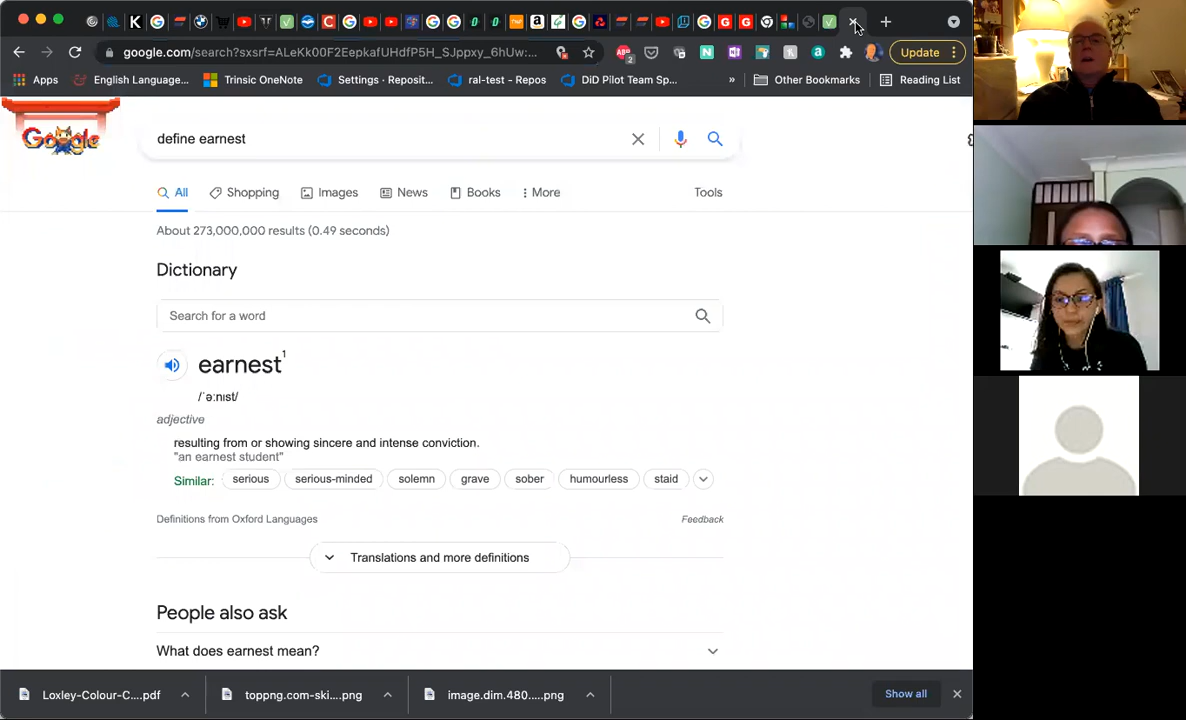 google.com/search?sxsrf=ALeKk00F2EepkafUHdfP5H_SJppxy_6hUw:...
2
Update
Apps
English Language...
Trinsic OneNote
Settings · Reposit...
ral-test - Repos
DiD Pilot Team Sp...
»
Other Bookmarks
Reading List
Google
define earnest
All
Shopping
Images
News
Books
More
Tools
About 273,000,000 results (0.49 seconds)
Dictionary
Search for a word
earnest¹
/ˈəːnɪst/
adjective
resulting from or showing sincere and intense conviction.
"an earnest student"
Similar:
serious
serious-minded
solemn
grave
sober
humourless
staid
Definitions from Oxford Languages
Feedback
Translations and more definitions
People also ask
What does earnest mean?
Loxley-Colour-C....pdf
toppng.com-ski....png
image.dim.480.....png
Show all